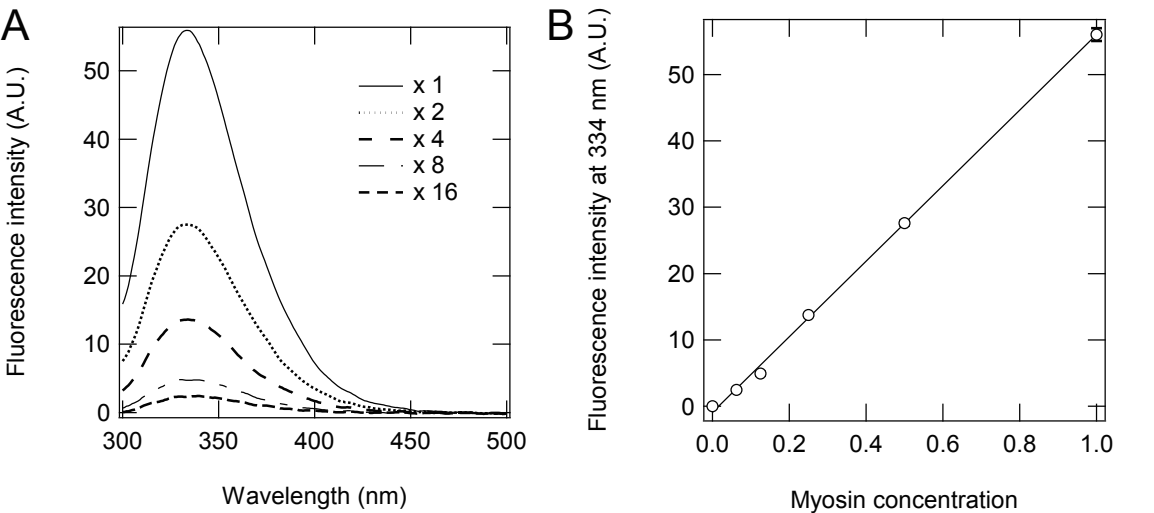 A
Fluorescence intensity (A.U.)
50
40
30
20
10
0
300
350
400
450
500
Wavelength (nm)
x 1
x 2
x 4
x 8
x 16
B
Fluorescence intensity at 334 nm (A.U.)
50
40
30
20
10
0
0.0
0.2
0.4
0.6
0.8
1.0
Myosin concentration